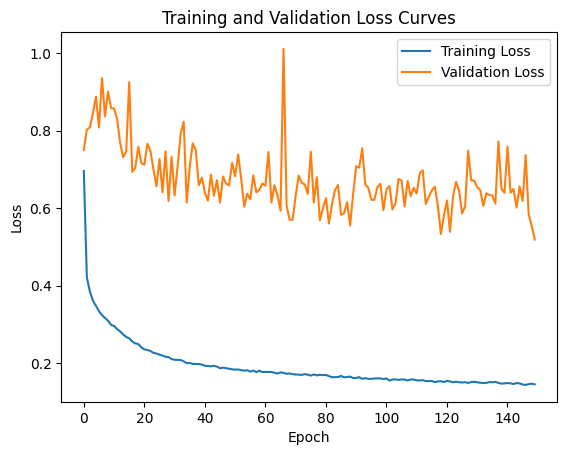 Training and Validation Loss Curves
Training Loss
Validation Loss
1.0
0.8
0.6
0.4
0.2
Loss
0 20 40 60 80 100 120 140
Epoch